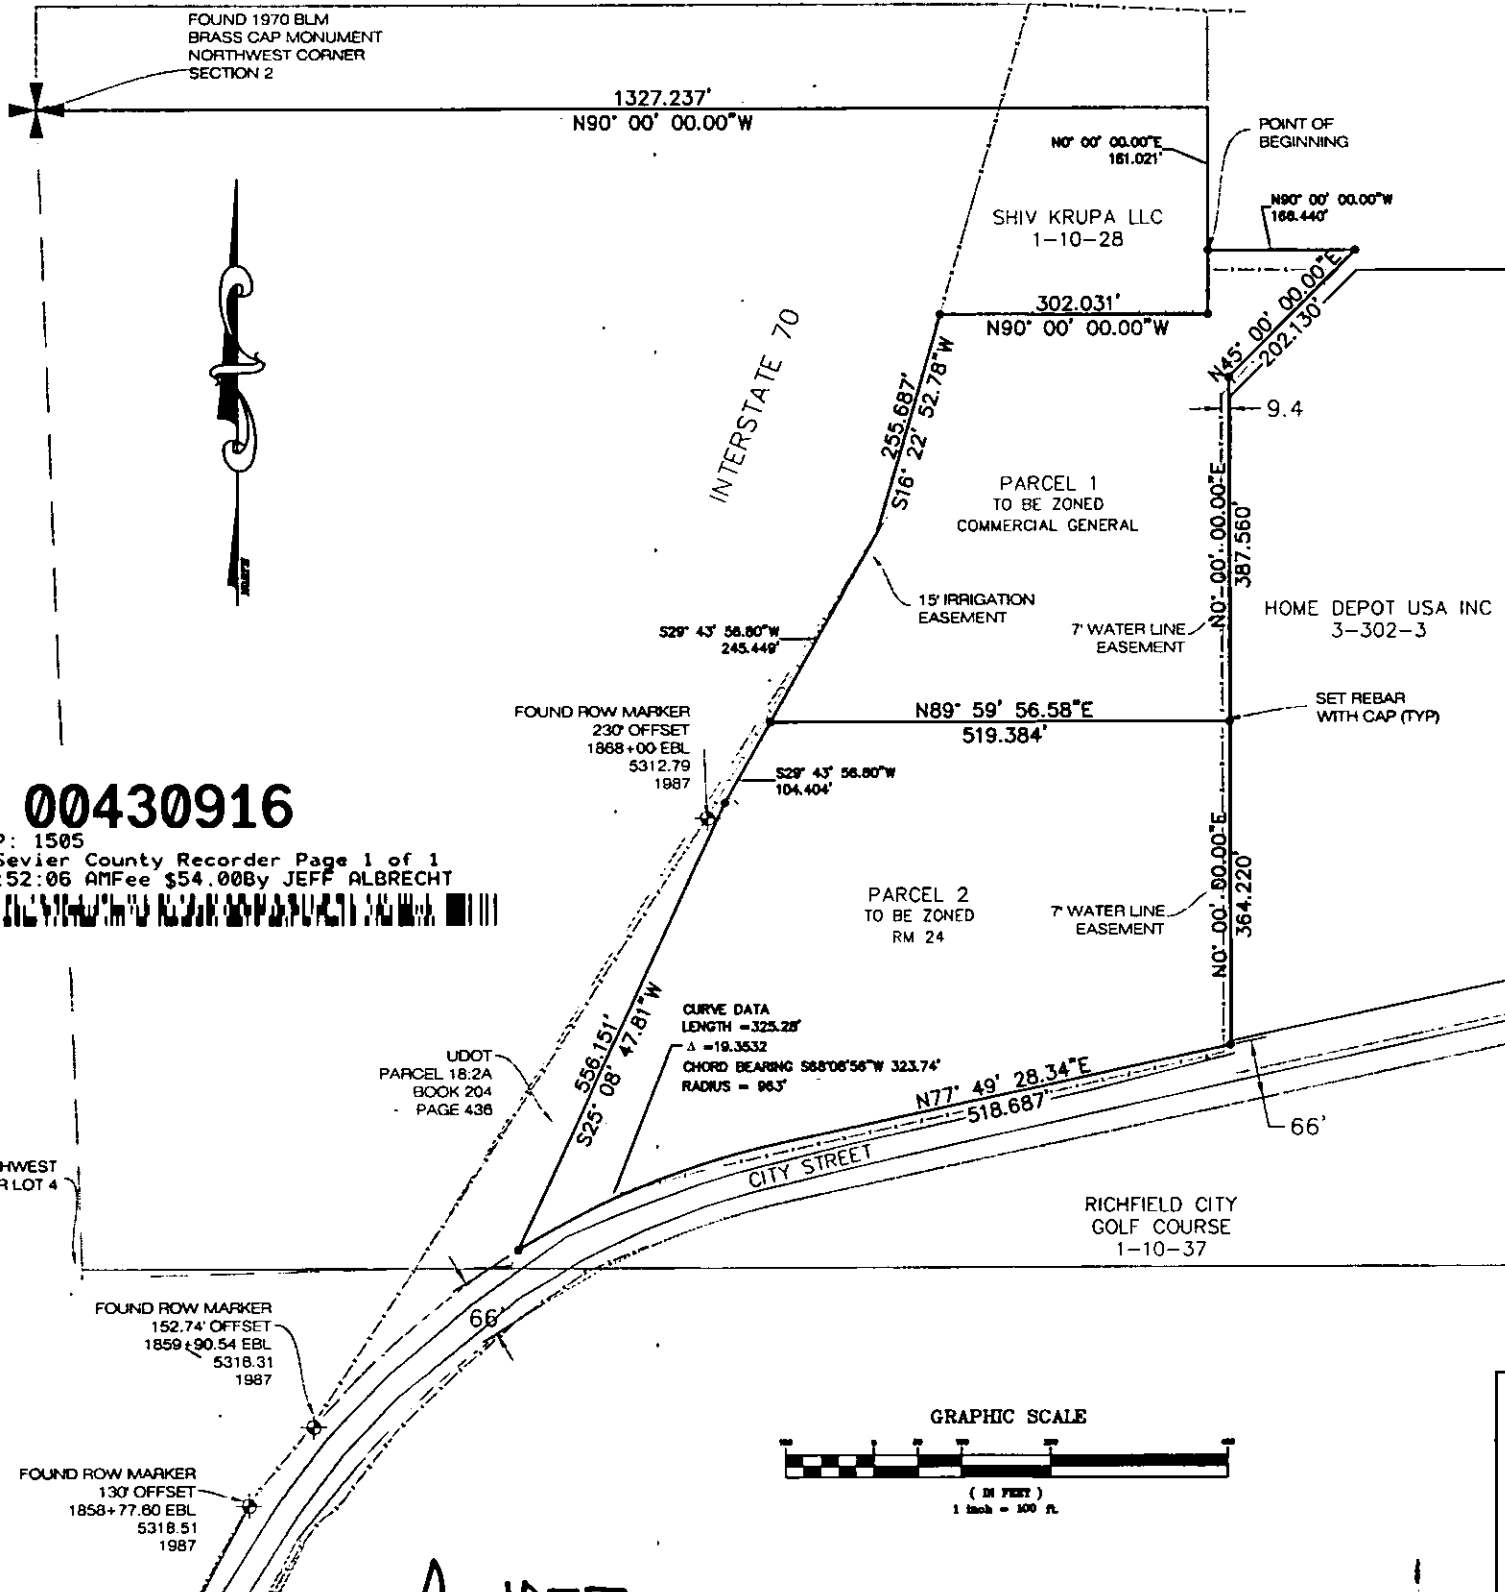 FOUND 1970 BLM
BRASS CAP MONUMENT
NORTHWEST CORNER
SECTION 2
1327.237'
N90° 00' 00.00"W
N0° 00' 00.00"E
161.021'
POINT OF
BEGINNING
N90° 00' 00.00"W
166.440'
SHIV KRUPA LLC
1-10-28
302.031'
N90° 00' 00.00"W
N45° 00' 00.00"E
202.130'
INTERSTATE 70
255.687'
S16° 22' 52.78"W
9.4
PARCEL 1
TO BE ZONED
COMMERCIAL GENERAL
N0° 00' 00.00"E
387.560'
15' IRRIGATION
EASEMENT
7' WATER LINE
EASEMENT
HOME DEPOT USA INC
3-302-3
S29° 43' 56.80"W
245.449'
N89° 59' 56.58"E
519.384'
SET REBAR
WITH CAP (TYP)
FOUND ROW MARKER
230' OFFSET
1868+00 EBL
5312.79
1987
S29° 43' 56.80"W
104.404'
00430916
P: 1505
Sevier County Recorder Page 1 of 1
:52:06 AMFee $54.00By JEFF ALBRECHT
PARCEL 2
TO BE ZONED
RM 24
7' WATER LINE
EASEMENT
N0° 00' 00.00"E
364.220'
556.151'
S25° 08' 47.81"W
CURVE DATA
LENGTH =325.28'
Δ =19.3532
CHORD BEARING S68°08'56"W 323.74'
RADIUS = 963'
UDOT
PARCEL 18:2A
BOOK 204
PAGE 436
N77° 49' 28.34"E
518.687'
66'
CITY STREET
HWEST
R LOT 4
RICHFIELD CITY
GOLF COURSE
1-10-37
66'
FOUND ROW MARKER
152.74' OFFSET
1859+90.54 EBL
5318.31
1987
GRAPHIC SCALE
( IN FEET )
1 inch = 100 ft.
FOUND ROW MARKER
130' OFFSET
1858+77.60 EBL
5318.51
1987